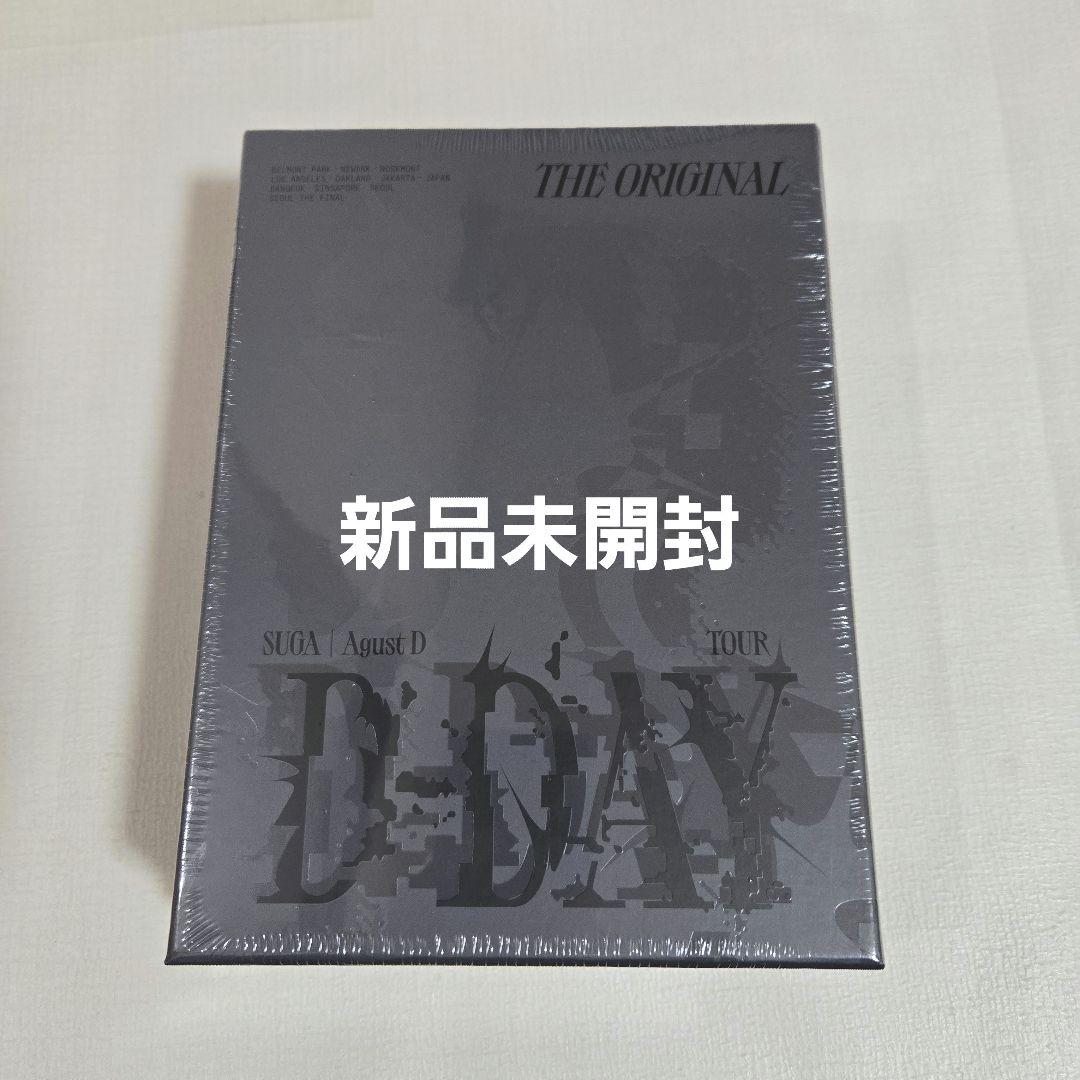 BELMONT PARK · NEWARK · ROSEMONT
LOS ANGELES · OAKLAND · JAKARTA · JAPAN
BANGKOK · SINGAPORE · SEOUL
SEOUL THE FINAL
THE ORIGINAL
新品未開封
SUGA | Agust D
TOUR
D-DAY